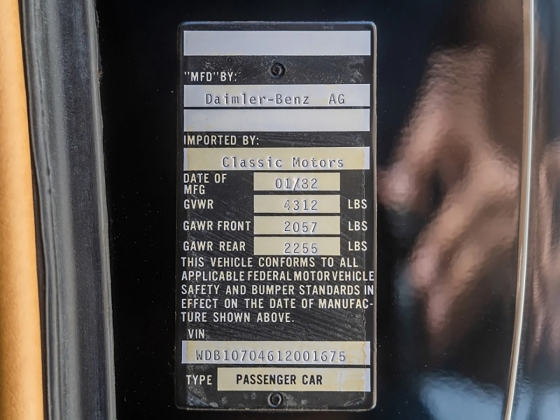 "MFD" BY:
Daimler-Benz AG
IMPORTED BY:
Classic Motors
DATE OF MFG 01/82
GVWR 4312 LBS
GAWR FRONT 2057 LBS
GAWR REAR 2255 LBS
THIS VEHICLE CONFORMS TO ALL
APPLICABLE FEDERAL MOTOR VEHICLE
SAFETY AND BUMPER STANDARDS IN
EFFECT ON THE DATE OF MANUFAC-
TURE SHOWN ABOVE.
VIN
WDB10704612001675
TYPE PASSENGER CAR